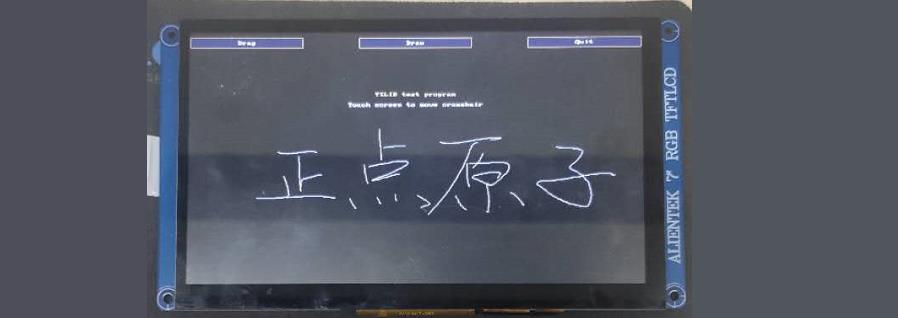 Drag
Draw
Quit
TSLIB test program
Touch screen to move crosshair
正点原子
ALIENTEK 7" RGB TFTLCD